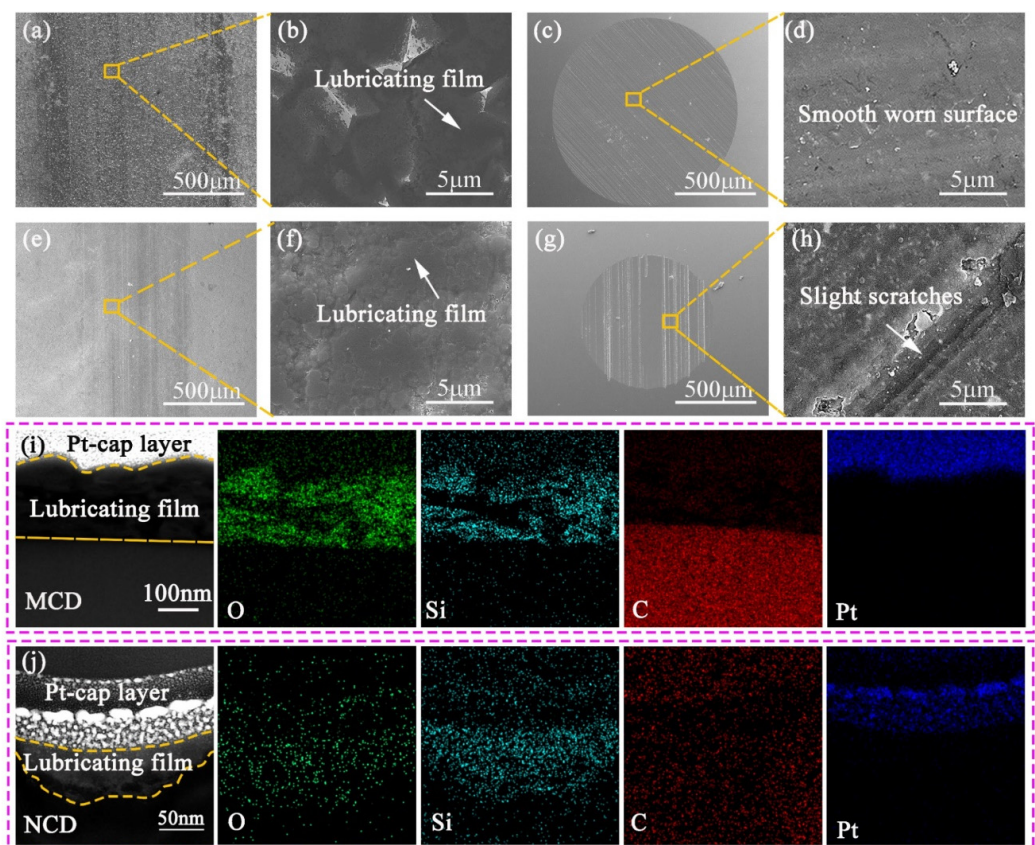 (a)
500μm
(b)
Lubricating film
5μm
(c)
500μm
(d)
Smooth worn surface
5μm
(e)
500μm
(f)
Lubricating film
5μm
(g)
500μm
(h)
Slight scratches
5μm
(i)
Pt-cap layer
Lubricating film
MCD
100nm
O
Si
C
Pt
(j)
Pt-cap layer
Lubricating film
NCD
50nm
O
Si
C
Pt